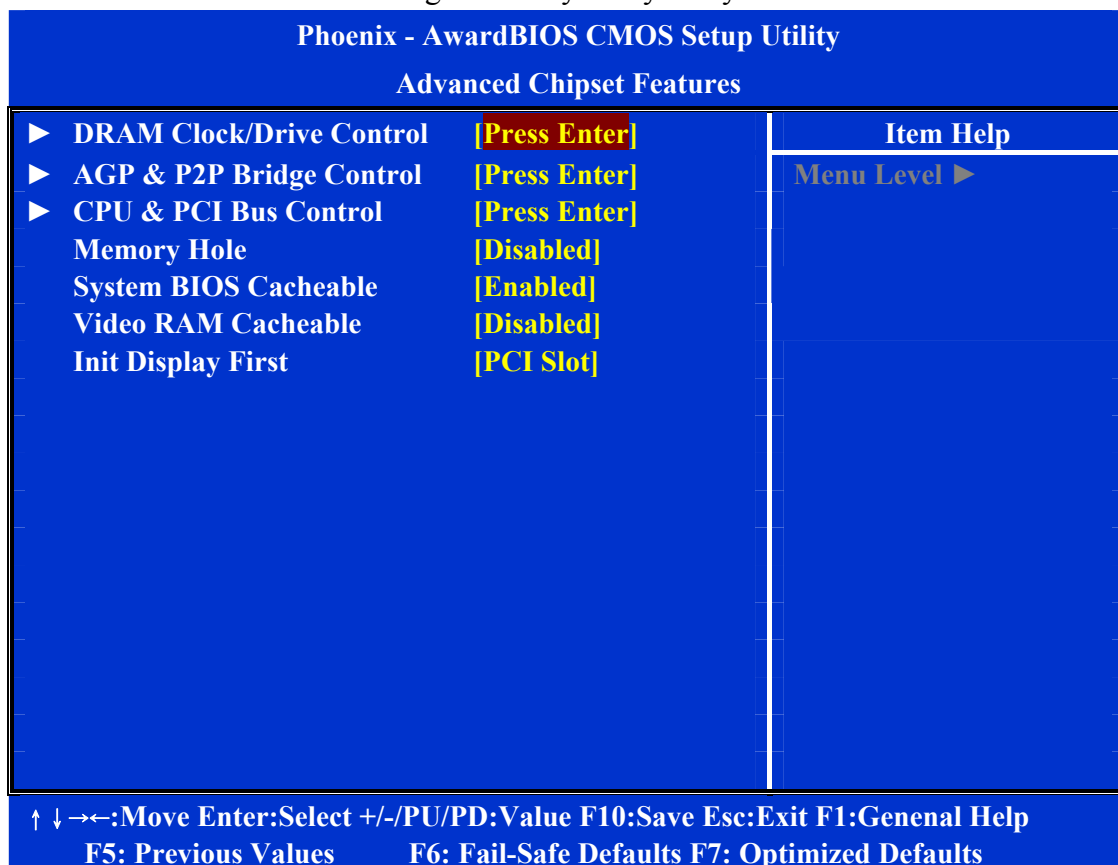 Phoenix - AwardBIOS CMOS Setup Utility
Advanced Chipset Features
► DRAM Clock/Drive Control [Press Enter] Item Help
► AGP & P2P Bridge Control [Press Enter] Menu Level ►
► CPU & PCI Bus Control [Press Enter]
Memory Hole [Disabled]
System BIOS Cacheable [Enabled]
Video RAM Cacheable [Disabled]
Init Display First [PCI Slot]
↑↓→←:Move Enter:Select +/-/PU/PD:Value F10:Save Esc:Exit F1:Genenal Help
F5: Previous Values F6: Fail-Safe Defaults F7: Optimized Defaults